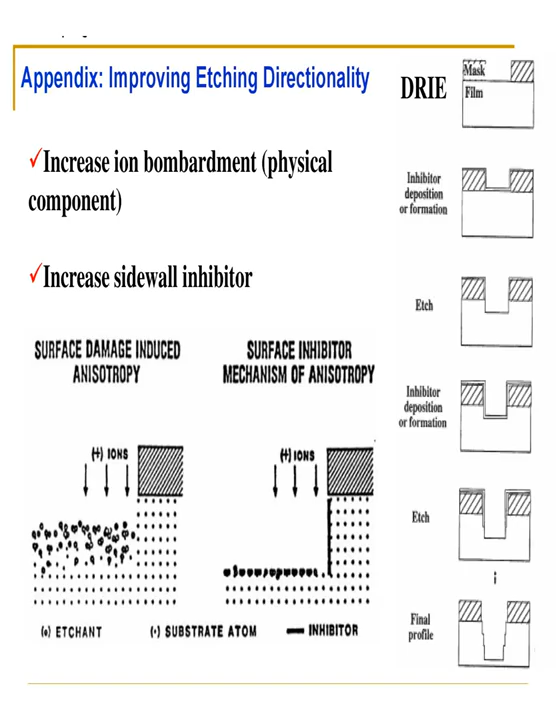 Appendix: Improving Etching Directionality
DRIE
Mask
Film
✓Increase ion bombardment (physical
component)
✓Increase sidewall inhibitor
Inhibitor
deposition
or formation
Etch
Inhibitor
deposition
or formation
Etch
Final
profile
SURFACE DAMAGE INDUCED
ANISOTROPY
(+) IONS
SURFACE INHIBITOR
MECHANISM OF ANISOTROPY
(+) IONS
(o) ETCHANT
(•) SUBSTRATE ATOM
INHIBITOR